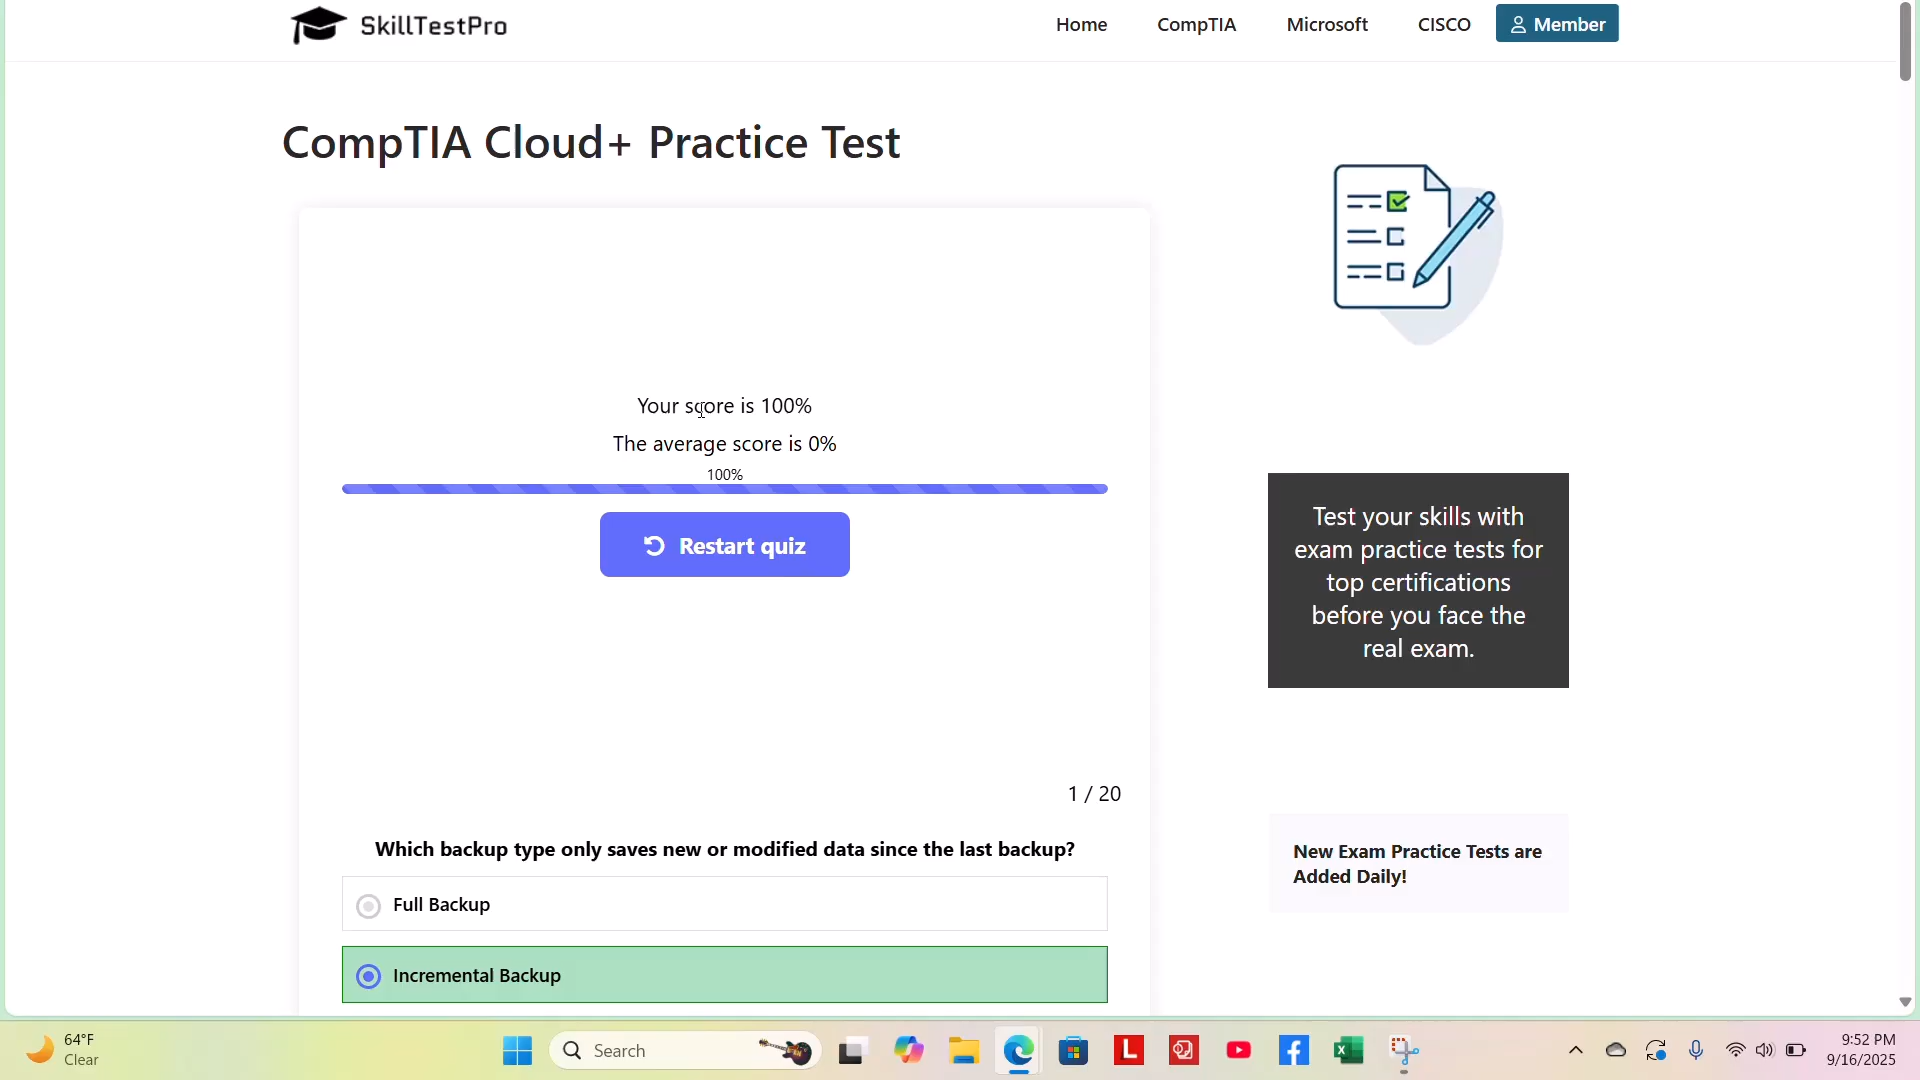 SkillTestPro
Home
CompTIA
Microsoft
CISCO
Member
CompTIA Cloud+ Practice Test
Your score is 100%
The average score is 0%
100%
Restart quiz
Test your skills with
exam practice tests for
top certifications
before you face the
real exam.
1 / 20
Which backup type only saves new or modified data since the last backup?
Full Backup
Incremental Backup
New Exam Practice Tests are
Added Daily!
64°F
Clear
Search
L
9:52 PM
9/16/2025